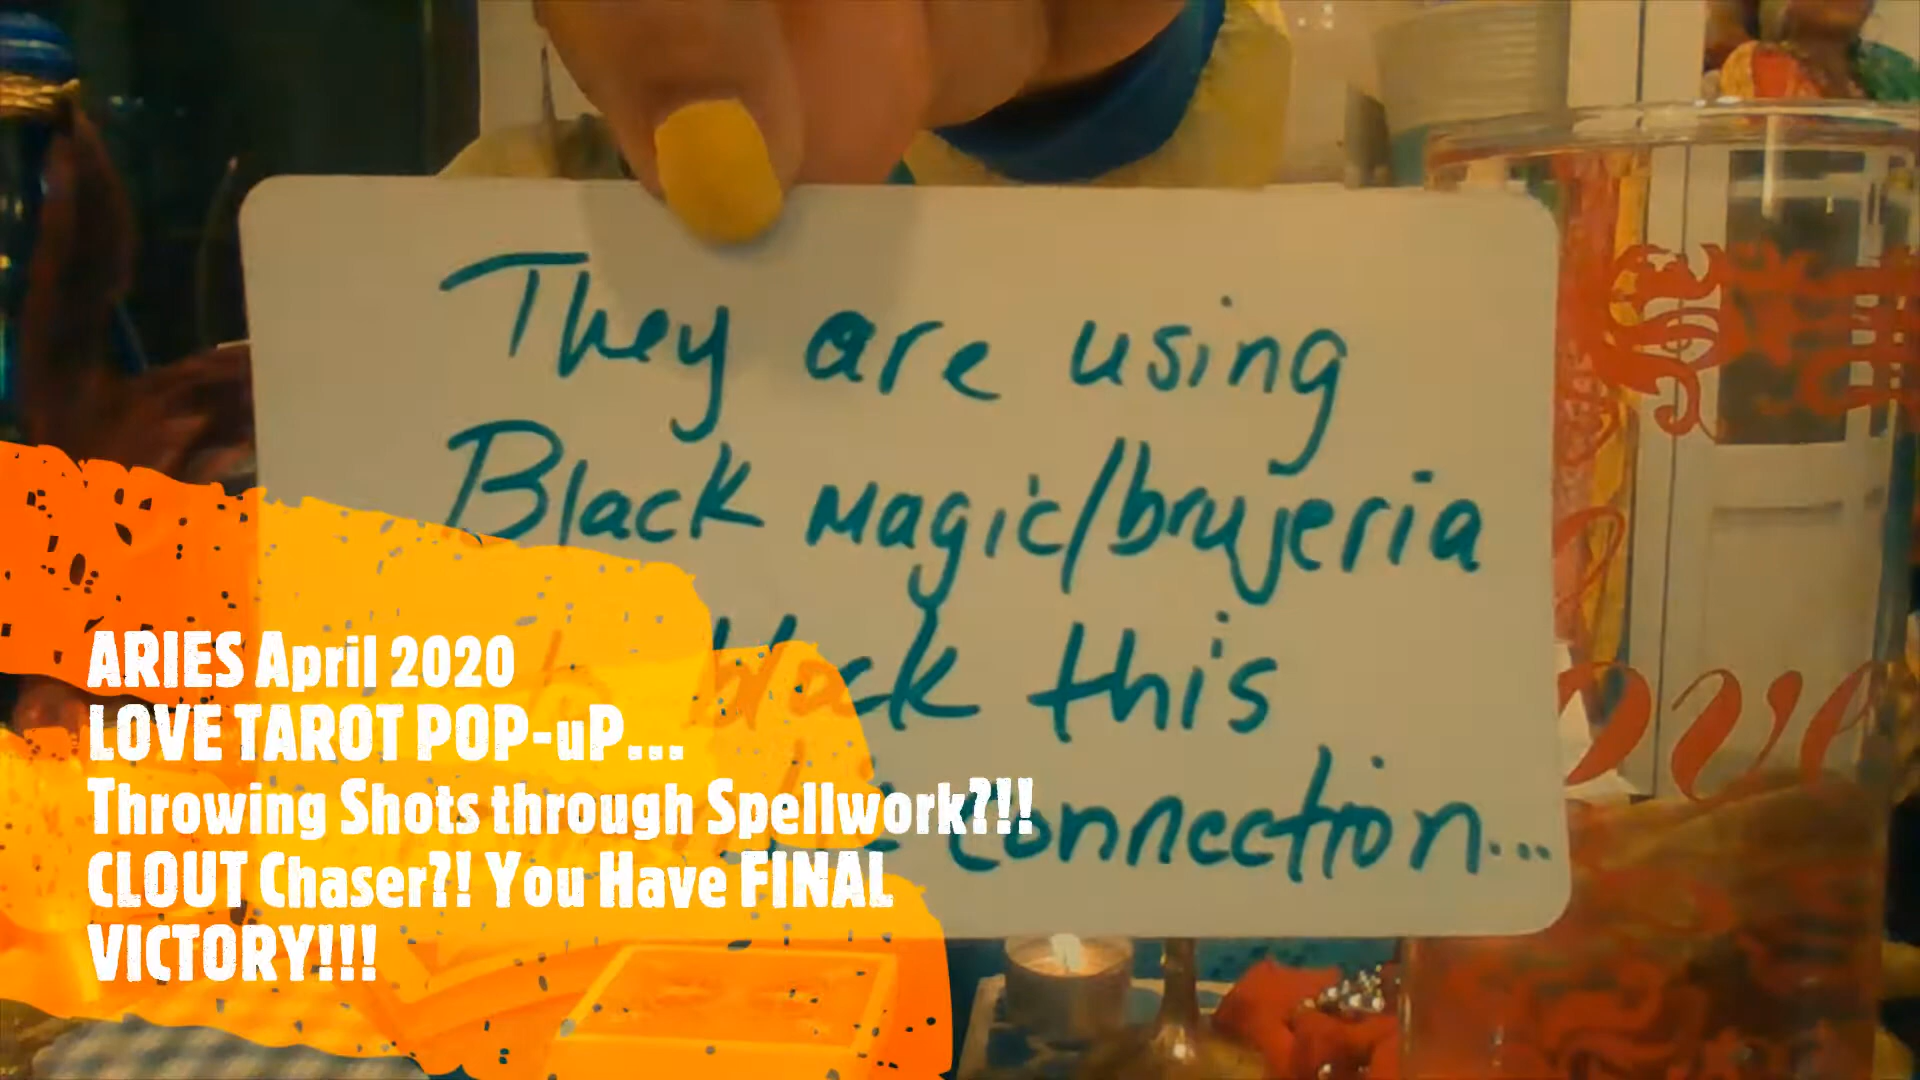 They are using
Black Magic/brujeria
block this
connection...
ARIES April 2020
LOVE TAROT POP-uP...
Throwing Shots through Spellwork?!!
CLOUT Chaser?! You Have FINAL
VICTORY!!!